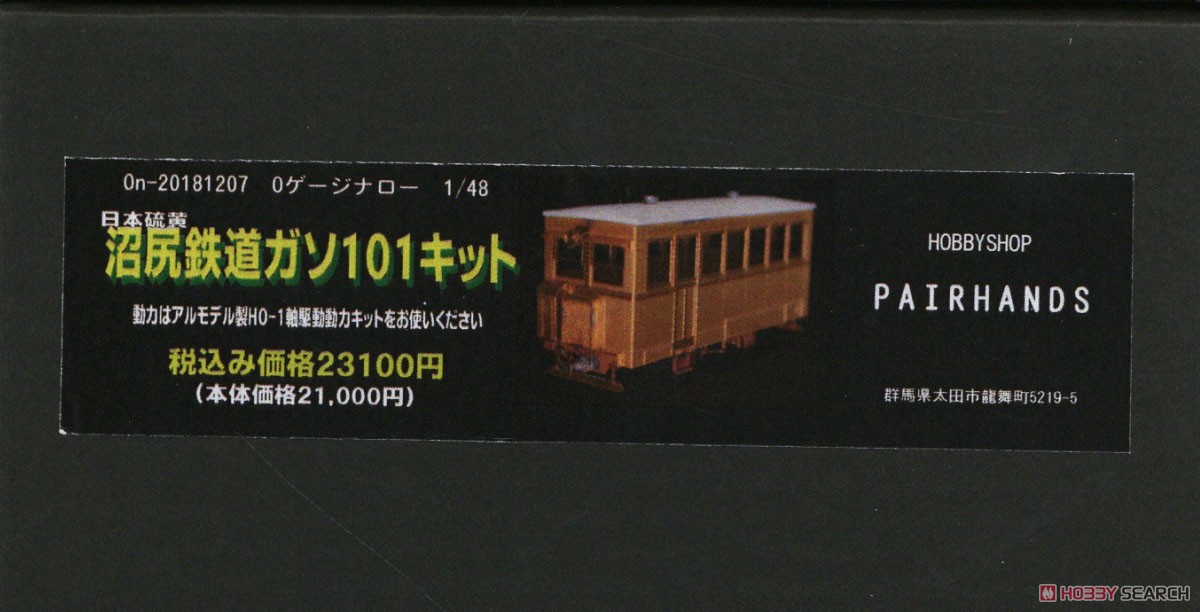 On-20181207 Oゲージナロー 1/48
日本硫黄
沼尻鉄道ガソ101キット
動力はアルモデル製HO-1軸駆動動力キットをお使いください
税込み価格23100円
(本体価格21,000円)
HOBBYSHOP
PAIRHANDS
群馬県太田市龍舞町5219-5
HOBBY SEARCH